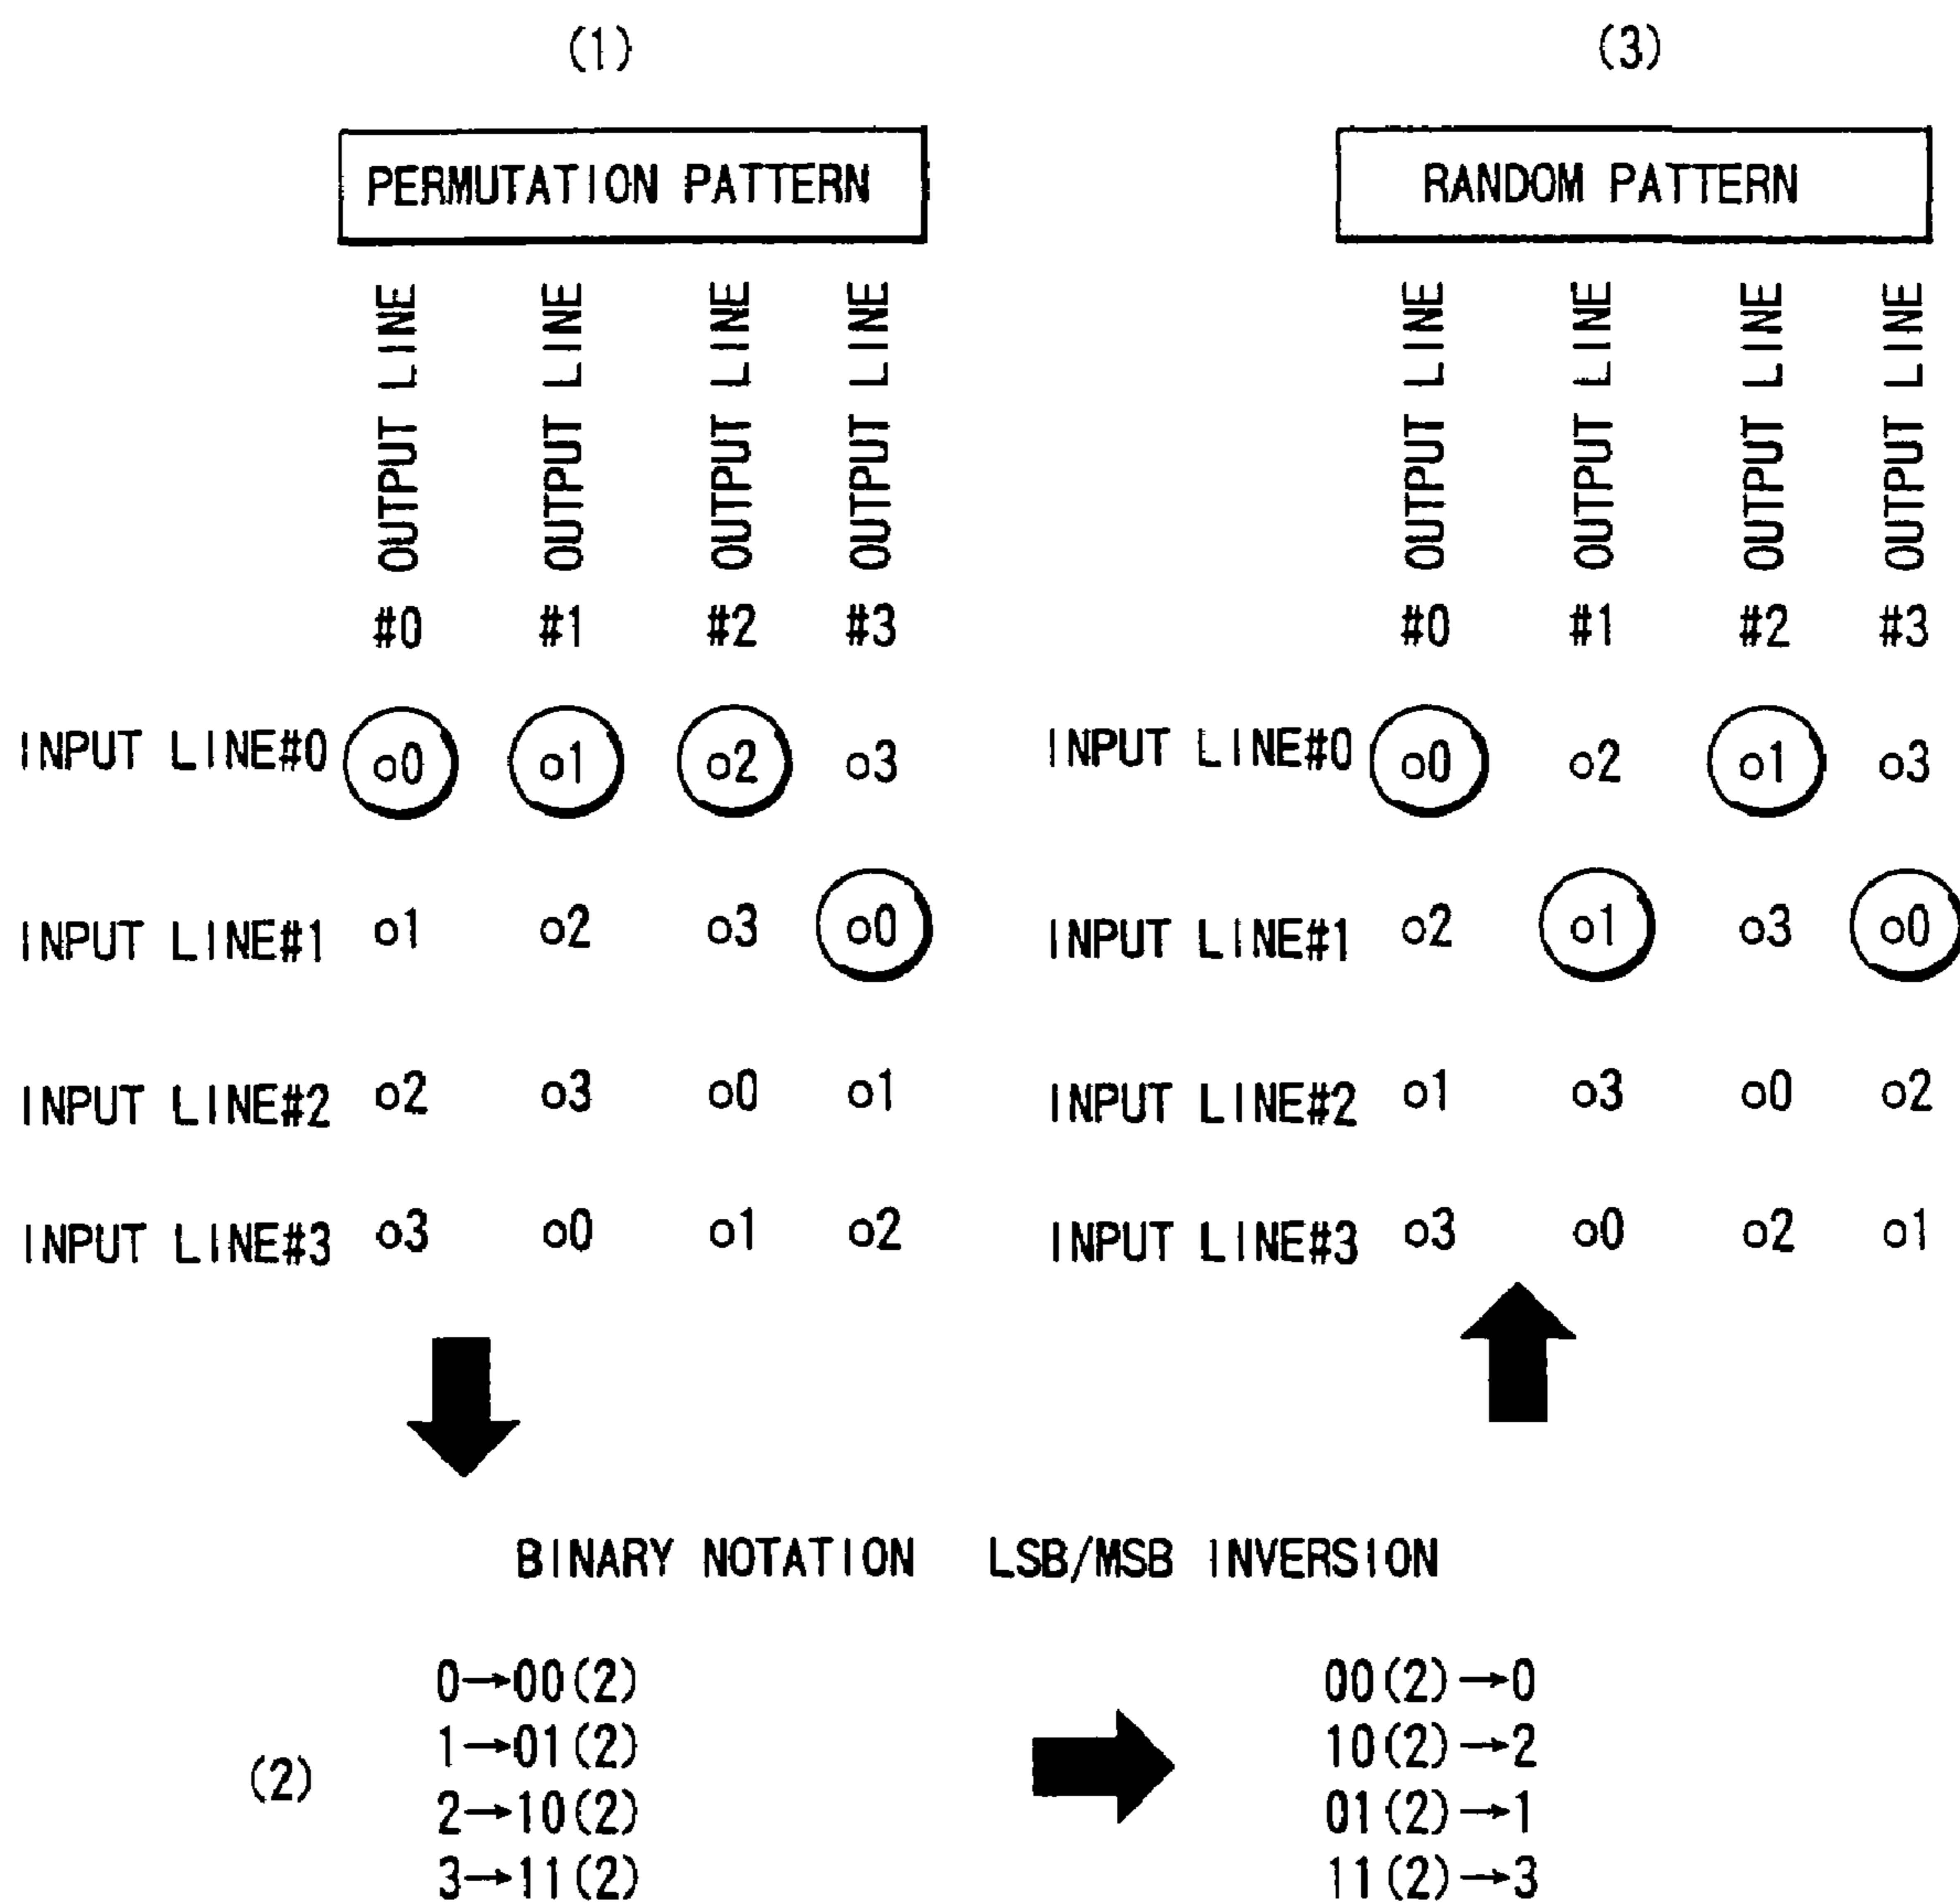 (1) (3)
PERMUTATION PATTERN RANDOM PATTERN
OUTPUT LINE OUTPUT LINE OUTPUT LINE OUTPUT LINE OUTPUT LINE OUTPUT LINE OUTPUT LINE OUTPUT LINE
#0 #1 #2 #3 #0 #1 #2 #3
INPUT LINE#0 o0 o1 o2 o3 INPUT LINE#0 o0 o2 o1 o3
INPUT LINE#1 o1 o2 o3 o0 INPUT LINE#1 o2 o1 o3 o0
INPUT LINE#2 o2 o3 o0 o1 INPUT LINE#2 o1 o3 o0 o2
INPUT LINE#3 o3 o0 o1 o2 INPUT LINE#3 o3 o0 o2 o1
BINARY NOTATION LSB/MSB INVERSION
0→00(2) 00(2)→0
1→01(2) 10(2)→2
(2)
2→10(2) 01(2)→1
3→11(2) 11(2)→3